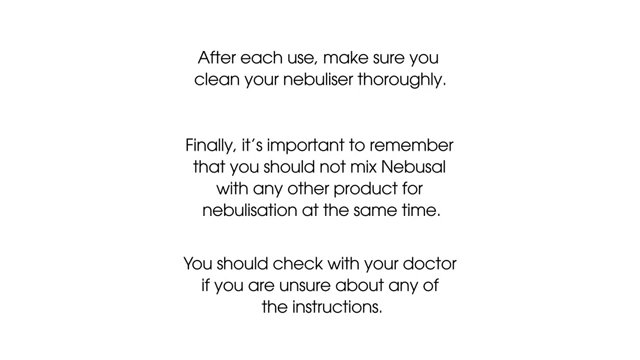 After each use, make sure you
clean your nebuliser thoroughly.
Finally, it's important to remember
that you should not mix Nebusal
with any other product for
nebulisation at the same time.
You should check with your doctor
if you are unsure about any of
the instructions.